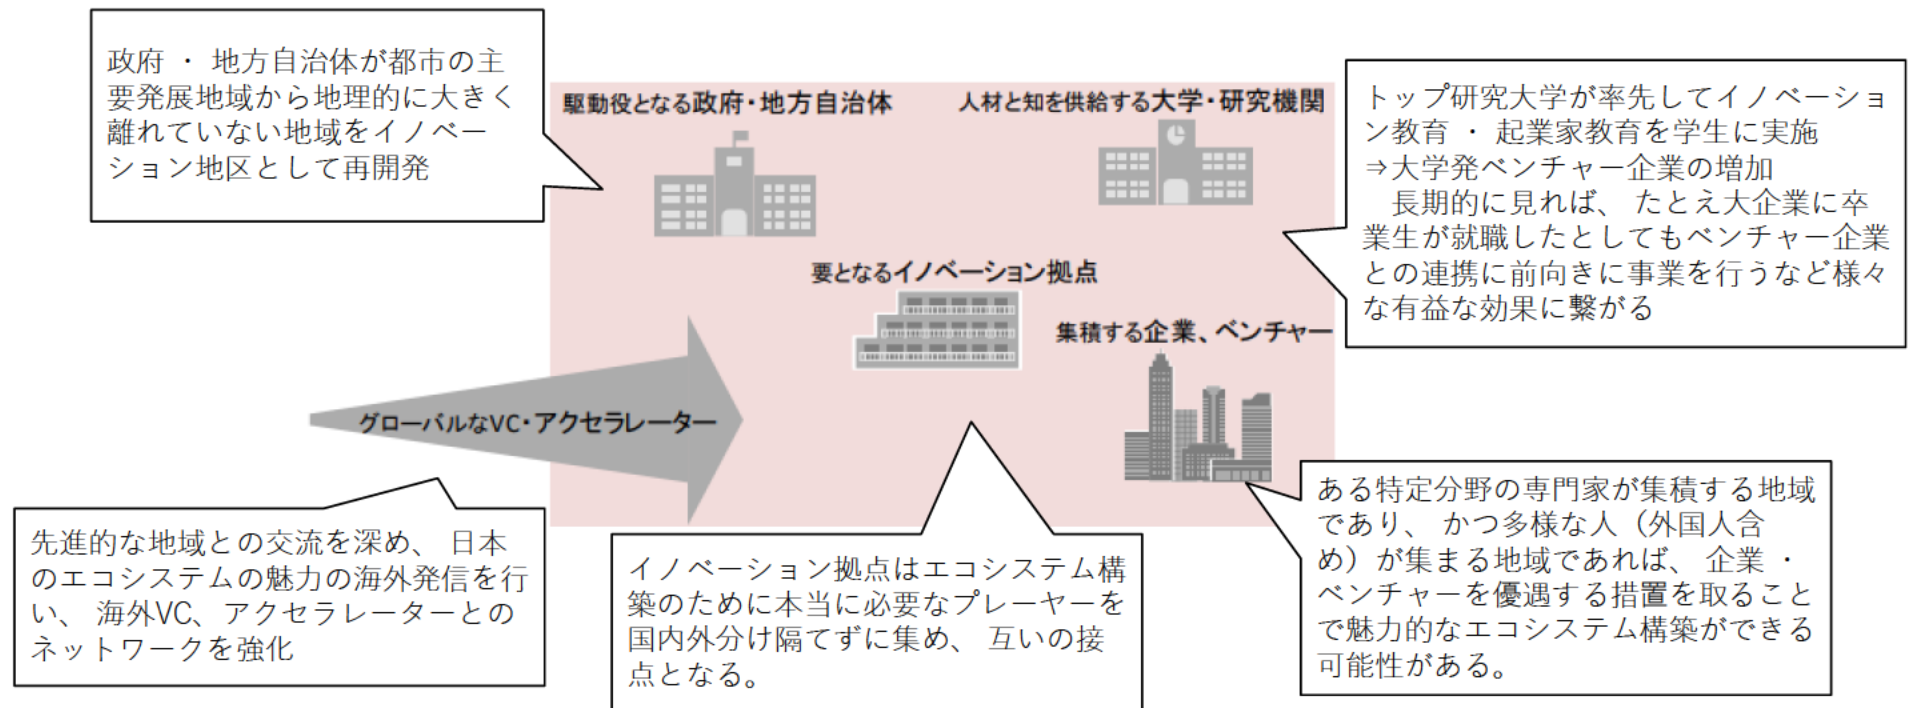 政府 ・ 地方自治体が都市の主
要発展地域から地理的に大きく
離れていない地域をイノベー
ション地区として再開発
駆動役となる政府・地方自治体
人材と知を供給する大学・研究機関
トップ研究大学が率先してイノベーショ
ン教育 ・ 起業家教育を学生に実施
⇒大学発ベンチャー企業の増加
長期的に見れば、 たとえ大企業に卒
業生が就職したとしてもベンチャー企業
との連携に前向きに事業を行うなど様々
な有益な効果に繋がる
要となるイノベーション拠点
集積する企業、ベンチャー
グローバルなVC・アクセラレーター
先進的な地域との交流を深め、 日本
のエコシステムの魅力の海外発信を行
い、 海外VC、アクセラレーターとの
ネットワークを強化
イノベーション拠点はエコシステム構
築のために本当に必要なプレーヤーを
国内外分け隔てずに集め、 互いの接
点となる。
ある特定分野の専門家が集積する地域
であり、 かつ多様な人（外国人含
め）が集まる地域であれば、 企業 ・
ベンチャーを優遇する措置を取ること
で魅力的なエコシステム構築ができる
可能性がある。